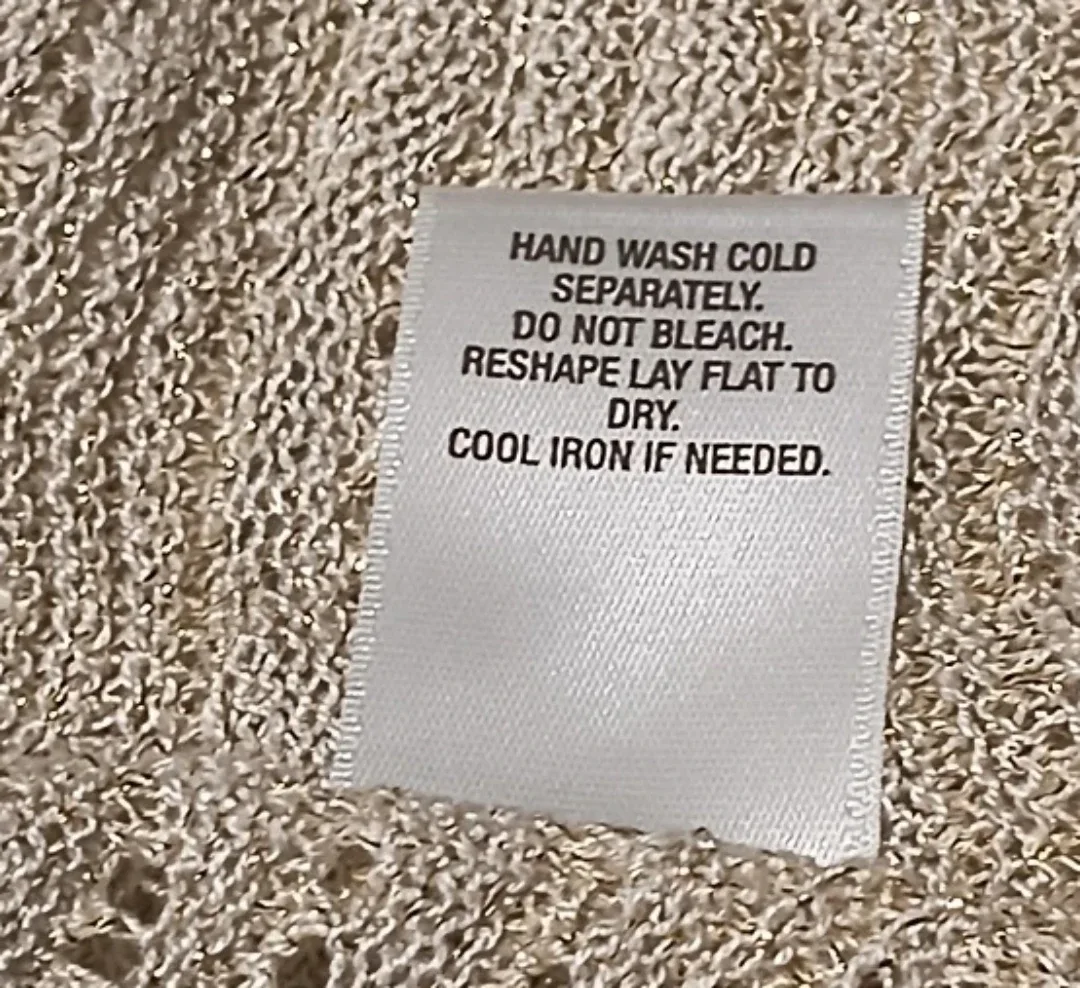 HAND WASH COLD
SEPARATELY.
DO NOT BLEACH.
RESHAPE LAY FLAT TO
DRY.
COOL IRON IF NEEDED.